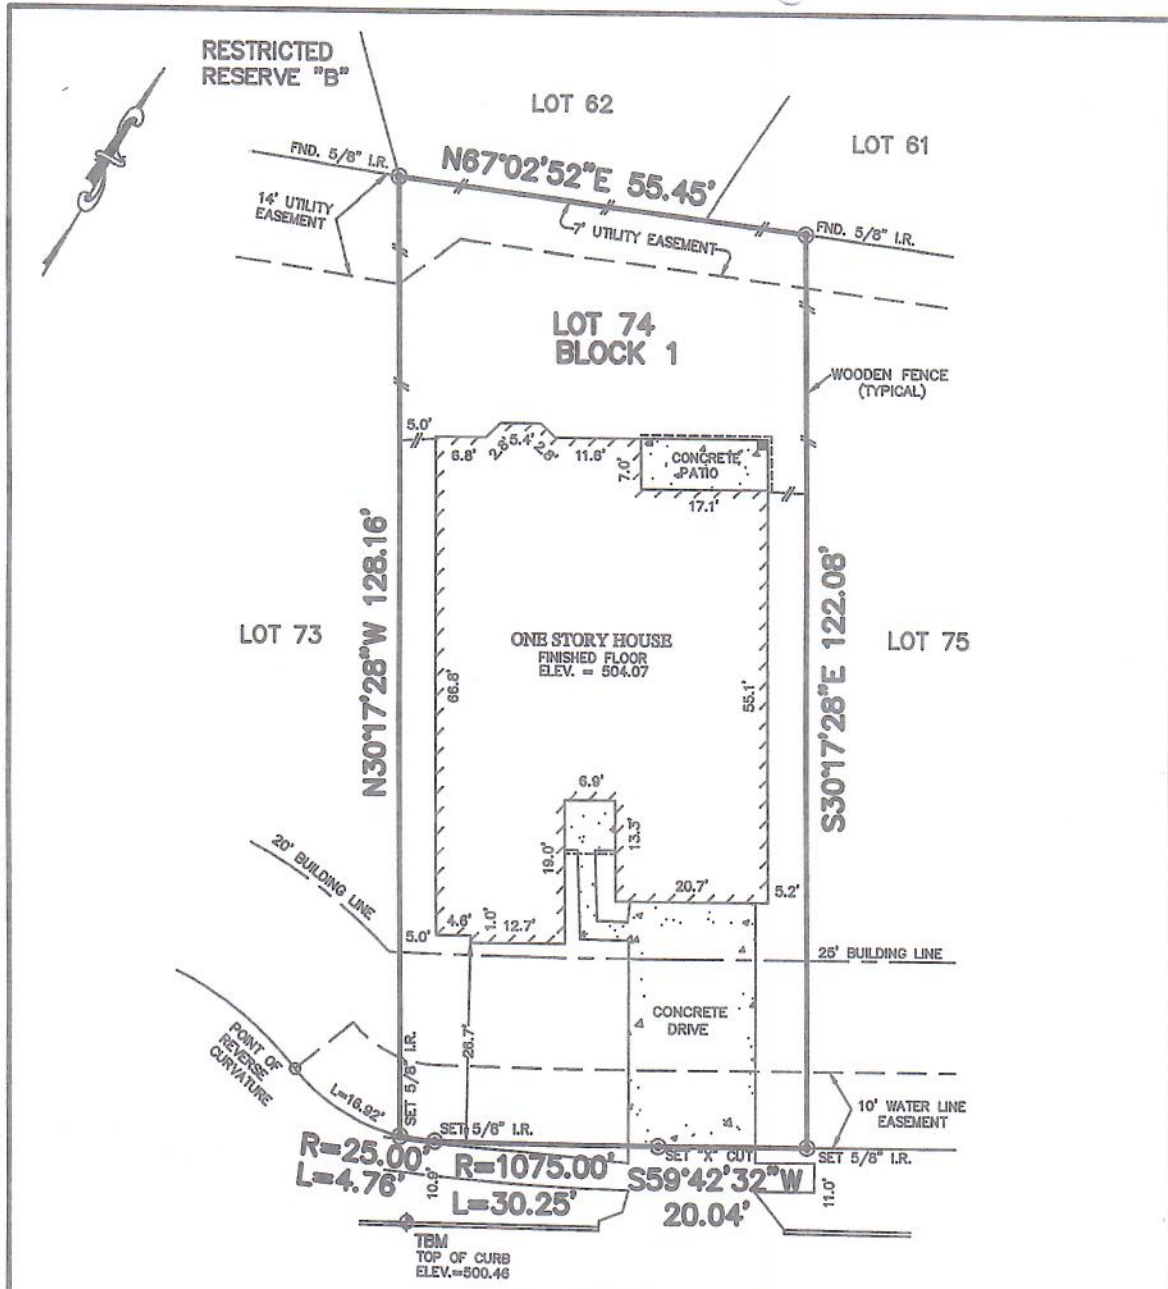 RESTRICTED
RESERVE "B"
LOT 62
LOT 61
FND. 5/8" I.R.
N67°02'52"E 55.45'
14' UTILITY
EASEMENT
7' UTILITY EASEMENT
FND. 5/8" I.R.
LOT 74
BLOCK 1
WOODEN FENCE
(TYPICAL)
5.0'
6.8'
2.8'
5.4'
2.8'
11.6'
7.0'
CONCRETE
PATIO
17.1'
N30°17'28"W 128.16'
LOT 73
66.8'
ONE STORY HOUSE
FINISHED FLOOR
ELEV. = 504.07
55.1'
S30°17'28"E 122.08'
LOT 75
6.9'
19.0'
13.3'
20.7'
5.2'
20' BUILDING LINE
4.6'
1.0'
12.7'
5.0'
25' BUILDING LINE
CONCRETE
DRIVE
26.7'
POINT OF
REVERSE
CURVATURE
L=16.92'
SET 5/8" I.R.
10' WATER LINE
EASEMENT
SET 5/8" I.R.
SET "X" CUT
SET 5/8" I.R.
R=25.00'
L=4.76'
10.9'
R=1075.00'
L=30.25'
S59°42'32"W
20.04'
11.0'
TBM
TOP OF CURB
ELEV.=500.46